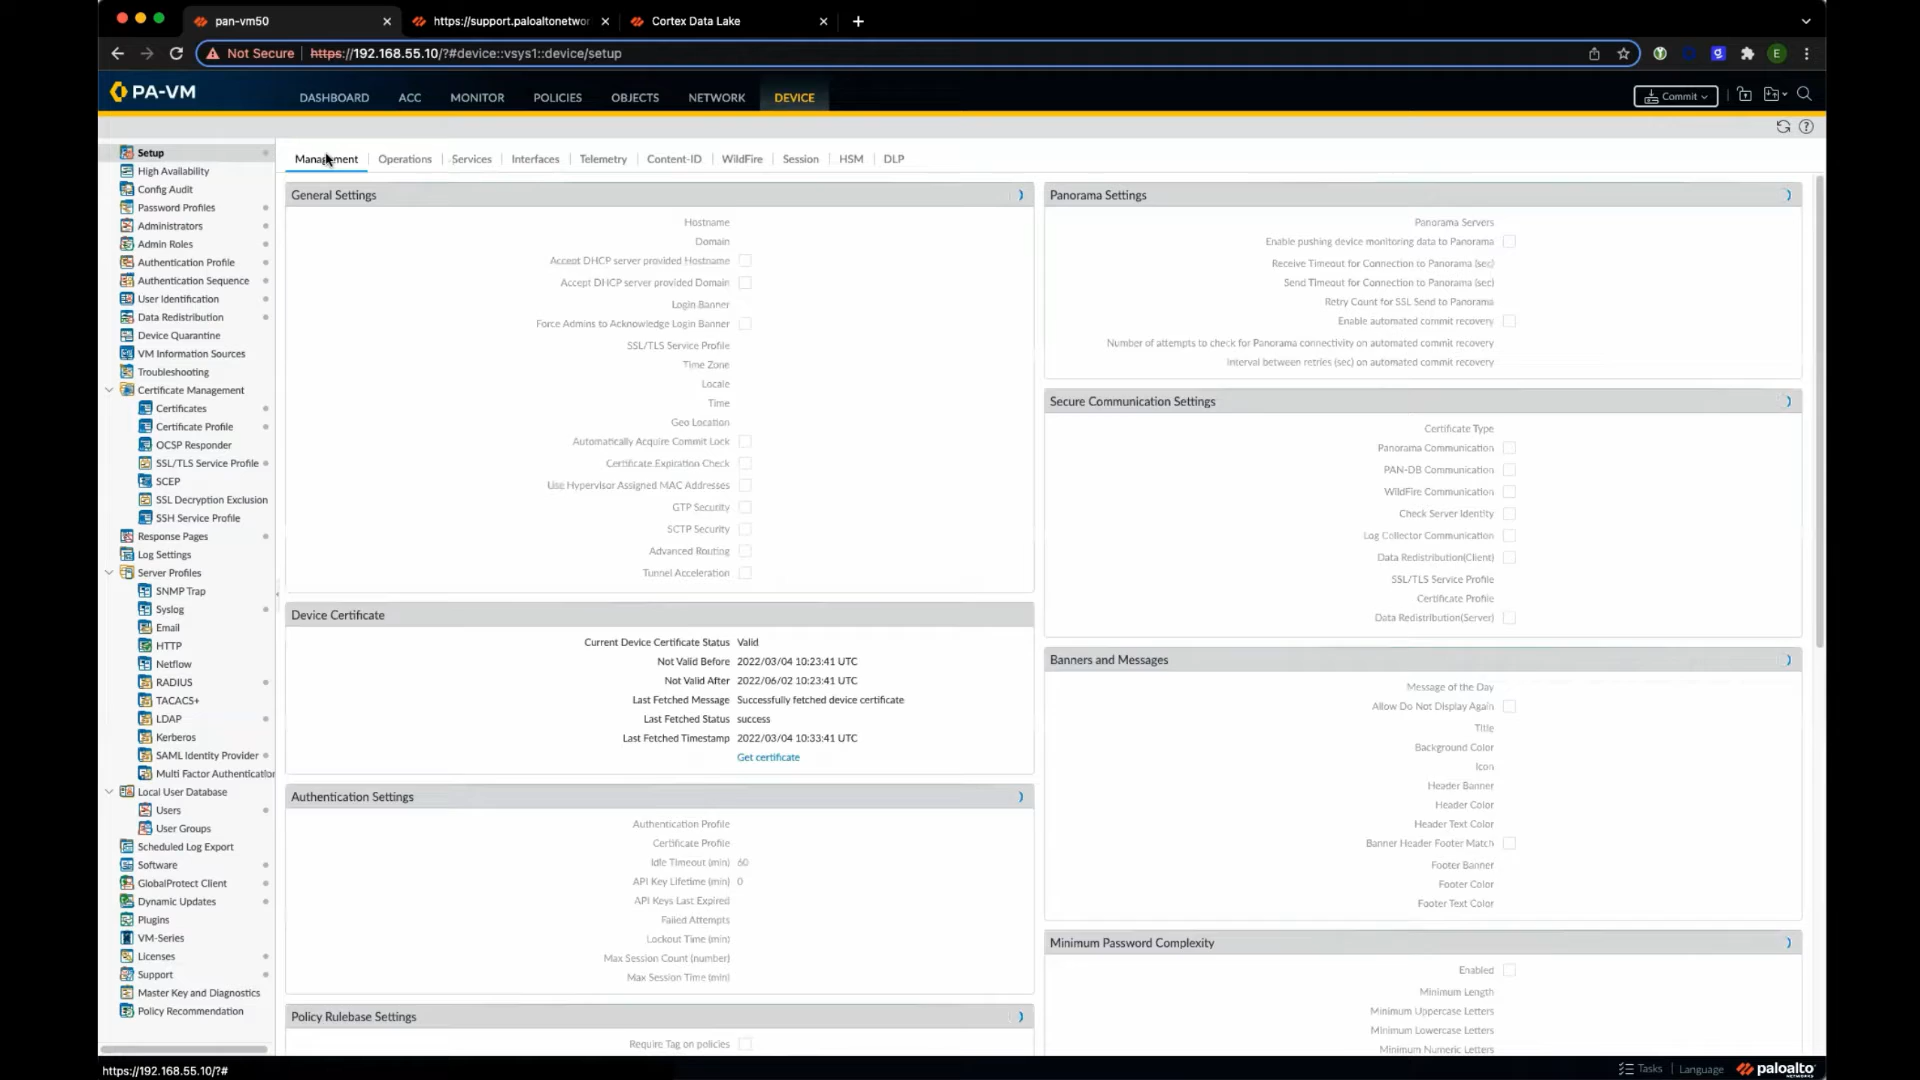 pan-vm50
https://support.paloaltonetwor
Cortex Data Lake
Not Secure
https://192.168.55.10/?#device::vsys1::device/setup
E
PA-VM
DASHBOARD
ACC
MONITOR
POLICIES
OBJECTS
NETWORK
DEVICE
Commit
Setup
High Availability
Config Audit
Password Profiles
Administrators
Admin Roles
Authentication Profile
Authentication Sequence
User Identification
Data Redistribution
Device Quarantine
VM Information Sources
Troubleshooting
Certificate Management
Certificates
Certificate Profile
OCSP Responder
SSL/TLS Service Profile
SCEP
SSL Decryption Exclusion
SSH Service Profile
Response Pages
Log Settings
Server Profiles
SNMP Trap
Syslog
Email
HTTP
Netflow
RADIUS
TACACS+
LDAP
Kerberos
SAML Identity Provider
Multi Factor Authentication
Local User Database
Users
User Groups
Scheduled Log Export
Software
GlobalProtect Client
Dynamic Updates
Plugins
VM-Series
Licenses
Support
Master Key and Diagnostics
Policy Recommendation
Management
Operations
Services
Interfaces
Telemetry
Content-ID
WildFire
Session
HSM
DLP
General Settings
Hostname
Domain
Accept DHCP server provided Hostname
Accept DHCP server provided Domain
Login Banner
Force Admins to Acknowledge Login Banner
SSL/TLS Service Profile
Time Zone
Locale
Time
Geo Location
Automatically Acquire Commit Lock
Certificate Expiration Check
Use Hypervisor Assigned MAC Addresses
GTP Security
SCTP Security
Advanced Routing
Tunnel Acceleration
Device Certificate
Current Device Certificate Status Valid
Not Valid Before 2022/03/04 10:23:41 UTC
Not Valid After 2022/06/02 10:23:41 UTC
Last Fetched Message Successfully fetched device certificate
Last Fetched Status success
Last Fetched Timestamp 2022/03/04 10:33:41 UTC
Get certificate
Authentication Settings
Authentication Profile
Certificate Profile
Idle Timeout (min) 60
API Key Lifetime (min) 0
API Keys Last Expired
Failed Attempts
Lockout Time (min)
Max Session Count (number)
Max Session Time (min)
Policy Rulebase Settings
Require Tag on policies
Panorama Settings
Panorama Servers
Enable pushing device monitoring data to Panorama
Receive Timeout for Connection to Panorama (sec)
Send Timeout for Connection to Panorama (sec)
Retry Count for SSL Send to Panorama
Enable automated commit recovery
Number of attempts to check for Panorama connectivity on automated commit recovery
Interval between retries (sec) on automated commit recovery
Secure Communication Settings
Certificate Type
Panorama Communication
PAN-DB Communication
WildFire Communication
Check Server Identity
Log Collector Communication
Data Redistribution(Client)
SSL/TLS Service Profile
Certificate Profile
Data Redistribution(Server)
Banners and Messages
Message of the Day
Allow Do Not Display Again
Title
Background Color
Icon
Header Banner
Header Color
Header Text Color
Banner Header Footer Match
Footer Banner
Footer Color
Footer Text Color
Minimum Password Complexity
Enabled
Minimum Length
Minimum Uppercase Letters
Minimum Lowercase Letters
Minimum Numeric Letters
https://192.168.55.10/?#
Tasks
Language
paloalto
NETWORKS